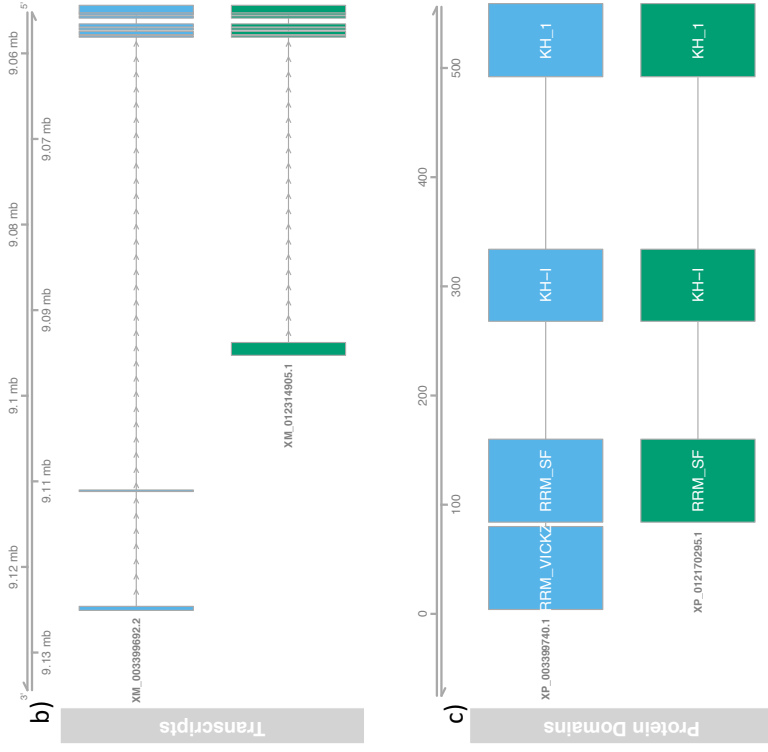 b)
Transcripts
3'
5'
9.13 mb
9.12 mb
9.11 mb
9.1 mb
9.09 mb
9.08 mb
9.07 mb
9.06 mb
XM_003399692.2
XM_012314905.1
c)
Protein Domains
0
100
200
300
400
500
XP_003399740.1
RRM_VICKZ
RRM_SF
KH-I
KH_1
XP_012170295.1
RRM_SF
KH-I
KH_1